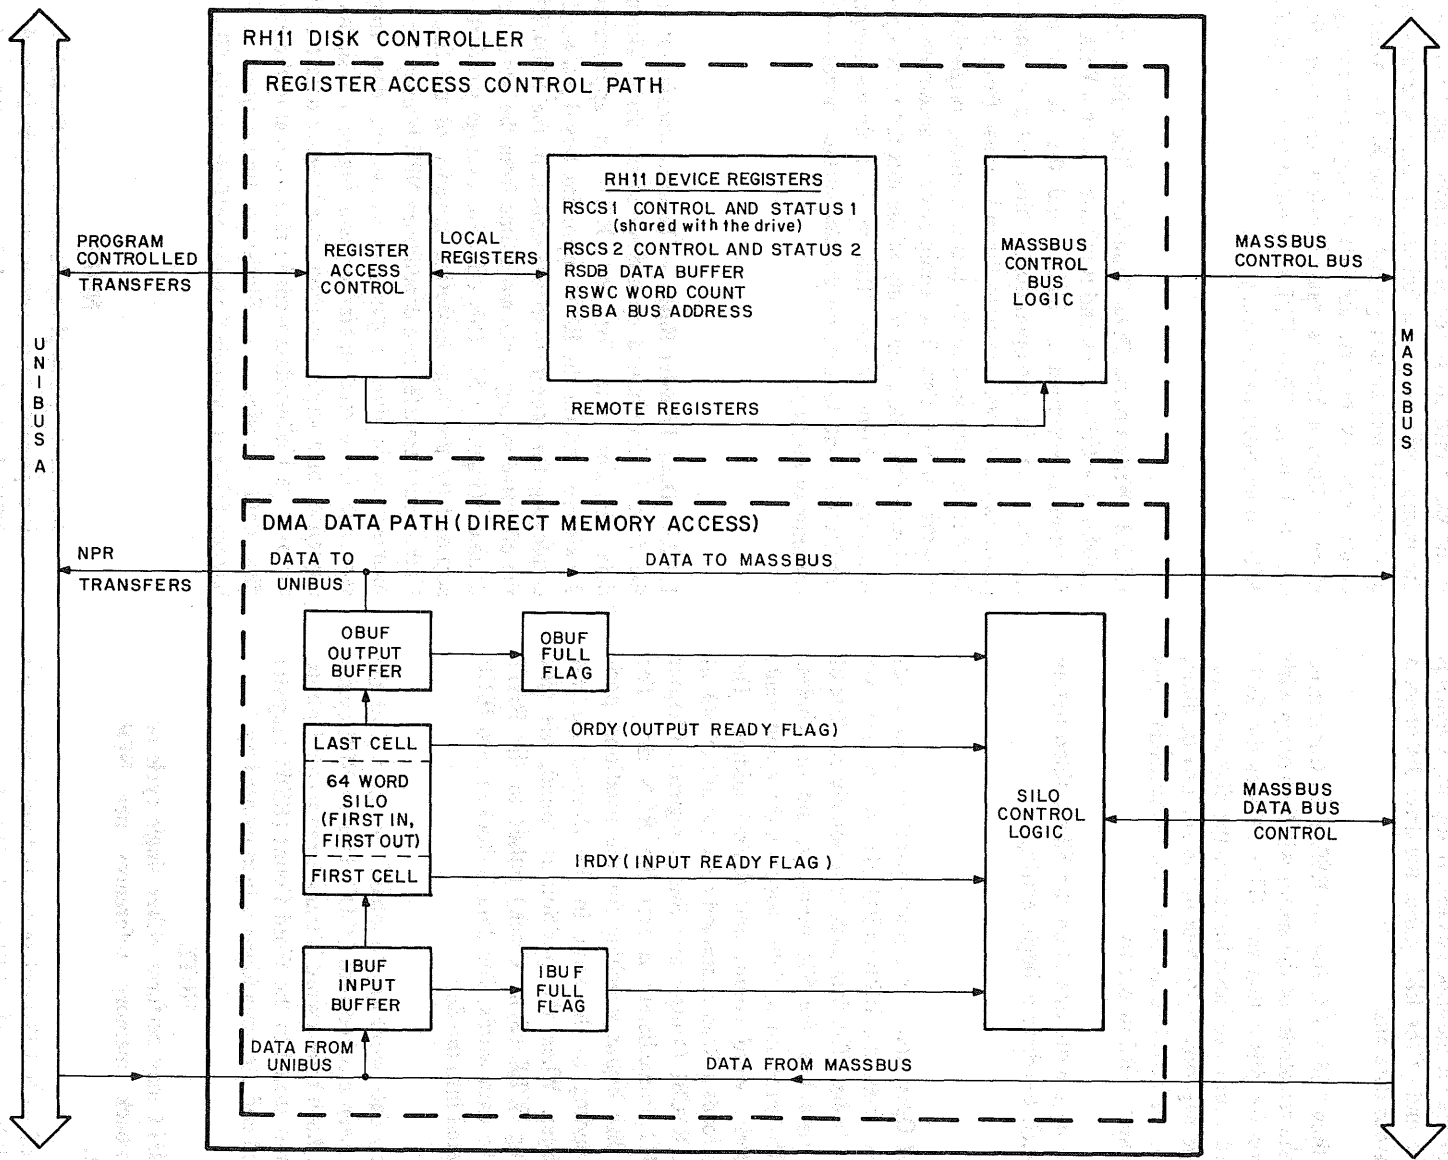 RH11 DISK CONTROLLER
REGISTER ACCESS CONTROL PATH
PROGRAM
CONTROLLED
TRANSFERS
REGISTER
ACCESS
CONTROL
LOCAL
REGISTERS
RH11 DEVICE REGISTERS
RSCS1 CONTROL AND STATUS 1
(shared with the drive)
RSCS2 CONTROL AND STATUS 2
RSDB DATA BUFFER
RSWC WORD COUNT
RSBA BUS ADDRESS
MASSBUS
CONTROL
BUS
LOGIC
MASSBUS
CONTROL BUS
REMOTE REGISTERS
UNIBUS A
MASSBUS
DMA DATA PATH (DIRECT MEMORY ACCESS)
NPR
TRANSFERS
DATA TO
UNIBUS
DATA TO MASSBUS
OBUF
OUTPUT
BUFFER
OBUF
FULL
FLAG
LAST CELL
64 WORD
SILO
(FIRST IN,
FIRST OUT)
FIRST CELL
ORDY (OUTPUT READY FLAG)
IRDY (INPUT READY FLAG)
SILO
CONTROL
LOGIC
MASSBUS
DATA BUS
CONTROL
IBUF
INPUT
BUFFER
IBUF
FULL
FLAG
DATA FROM
UNIBUS
DATA FROM MASSBUS